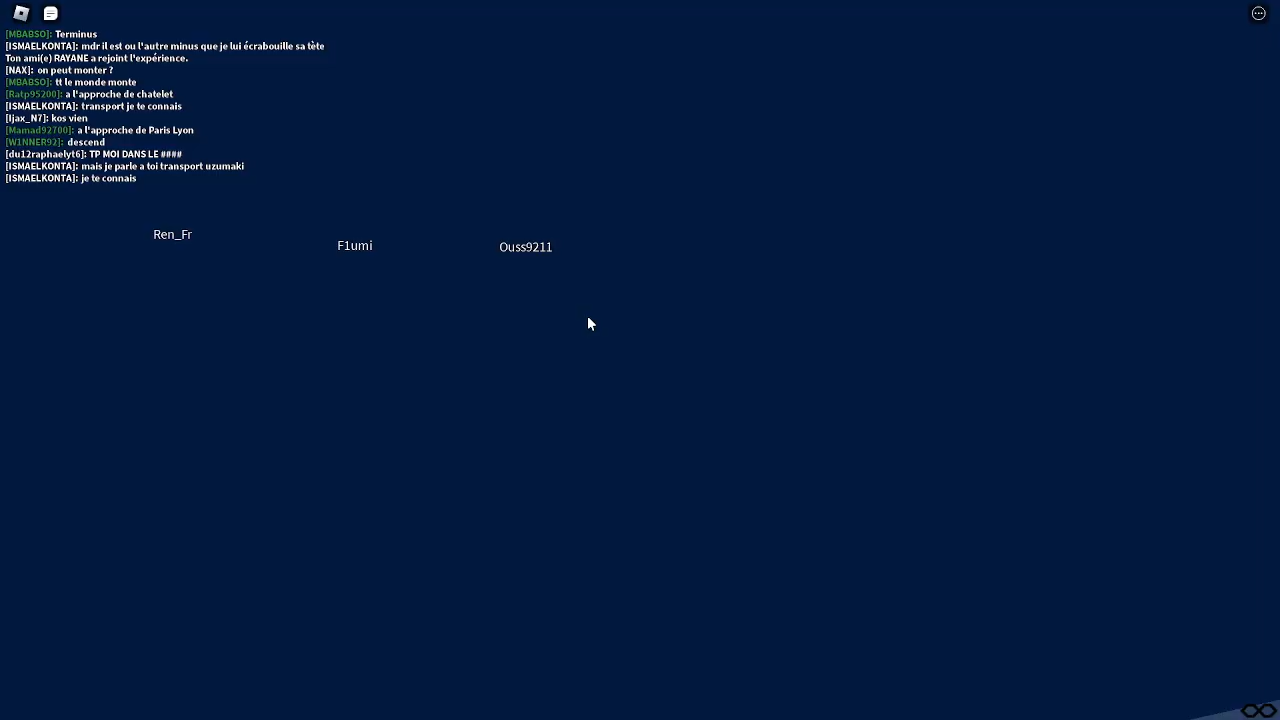 [MBABSO]: Terminus
[ISMAELKONTA]: mdr il est ou l'autre minus que je lui écrabouille sa tète
Ton ami(e) RAYANE a rejoint l'expérience.
[NAX]: on peut monter ?
[MBABSO]: tt le monde monte
[Ratp95200]: a l'approche de chatelet
[ISMAELKONTA]: transport je te connais
[Ijax_N7]: kos vien
[Mamad92700]: a l'approche de Paris Lyon
[W1NNER92]: descend
[du12raphaelyt6]: TP MOI DANS LE ####
[ISMAELKONTA]: mais je parle a toi transport uzumaki
[ISMAELKONTA]: je te connais
Ren_Fr
F1umi
Ouss9211